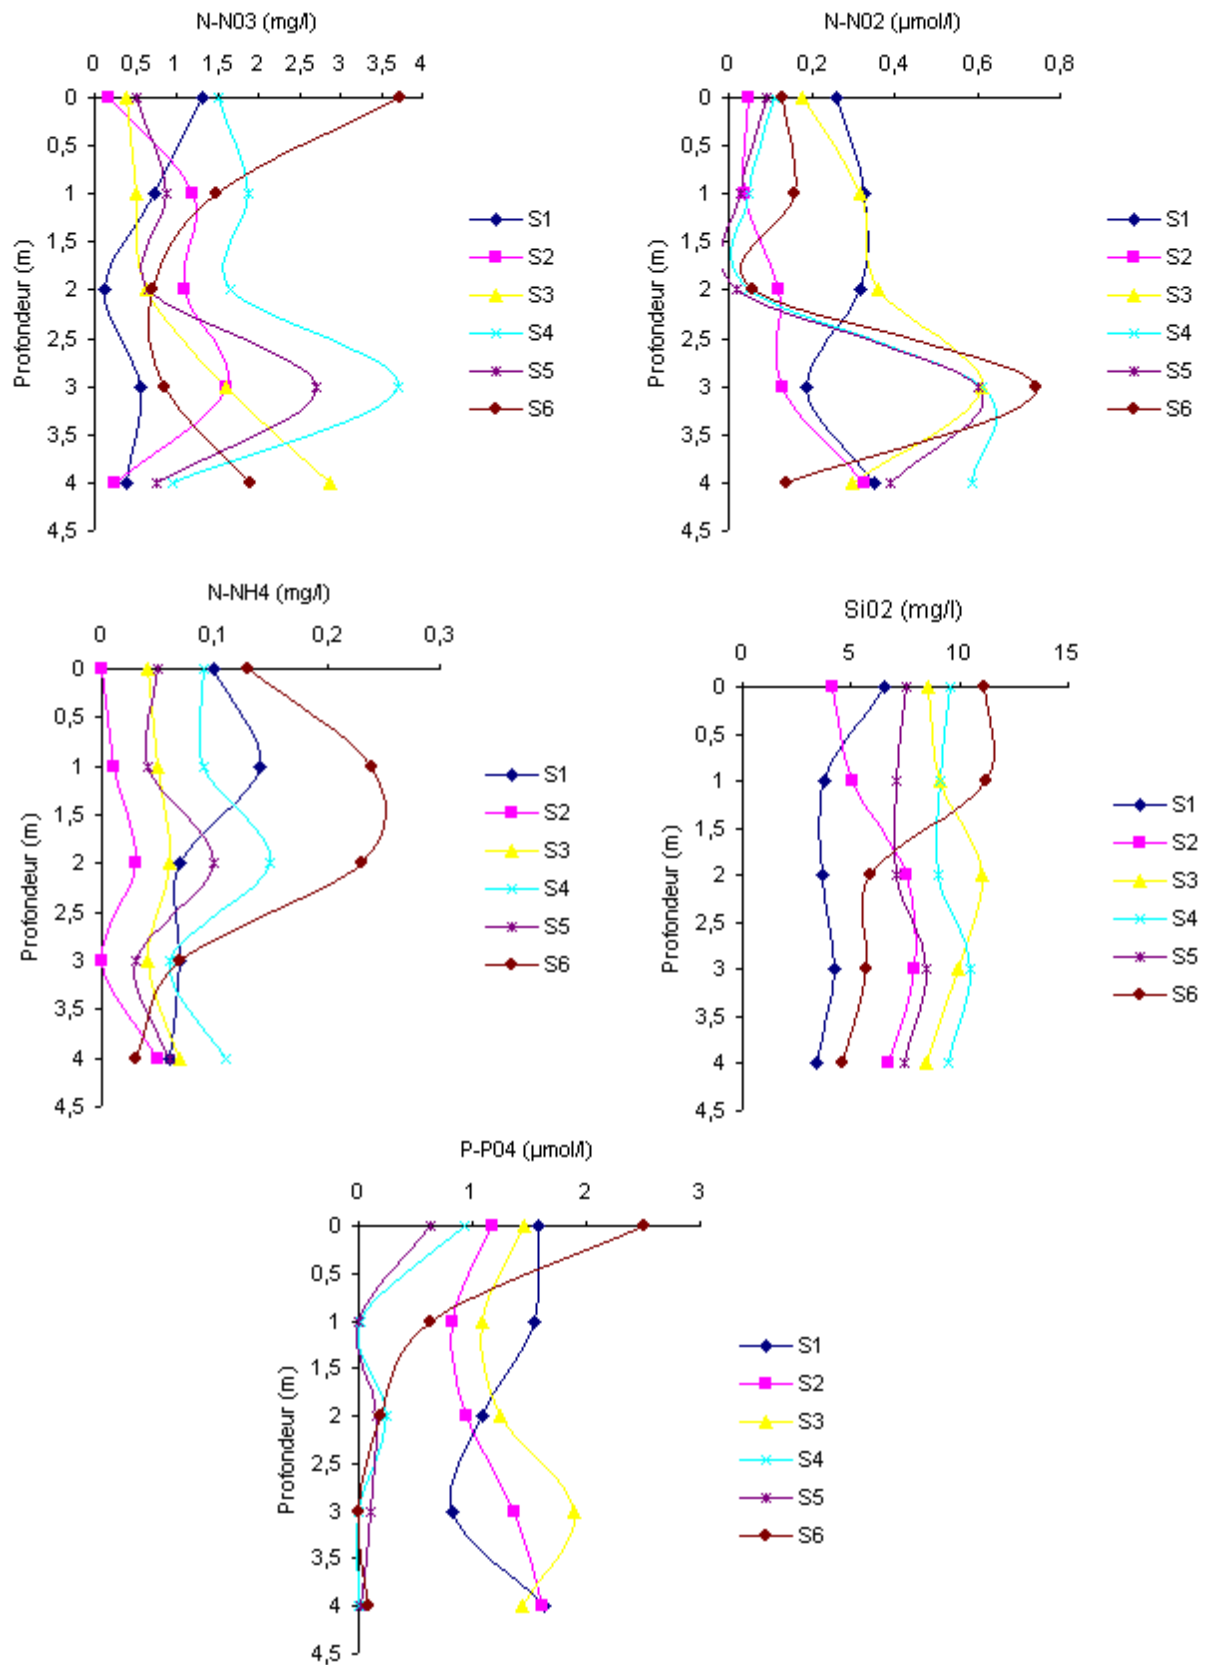 N-N03 (mg/l)
0 0,5 1 1,5 2 2,5 3 3,5 4
0
0,5
1
1,5
2
2,5
3
3,5
4
4,5
Profondeur (m)
S1
S2
S3
S4
S5
S6
N-N02 (µmol/l)
0 0,2 0,4 0,6 0,8
0
0,5
1
1,5
2
2,5
3
3,5
4
4,5
Profondeur (m)
S1
S2
S3
S4
S5
S6
N-NH4 (mg/l)
0 0,1 0,2 0,3
0
0,5
1
1,5
2
2,5
3
3,5
4
4,5
Profondeur (m)
S1
S2
S3
S4
S5
S6
Si02 (mg/l)
0 5 10 15
0
0,5
1
1,5
2
2,5
3
3,5
4
4,5
Profondeur (m)
S1
S2
S3
S4
S5
S6
P-P04 (µmol/l)
0 1 2 3
0
0,5
1
1,5
2
2,5
3
3,5
4
4,5
Profondeur (m)
S1
S2
S3
S4
S5
S6